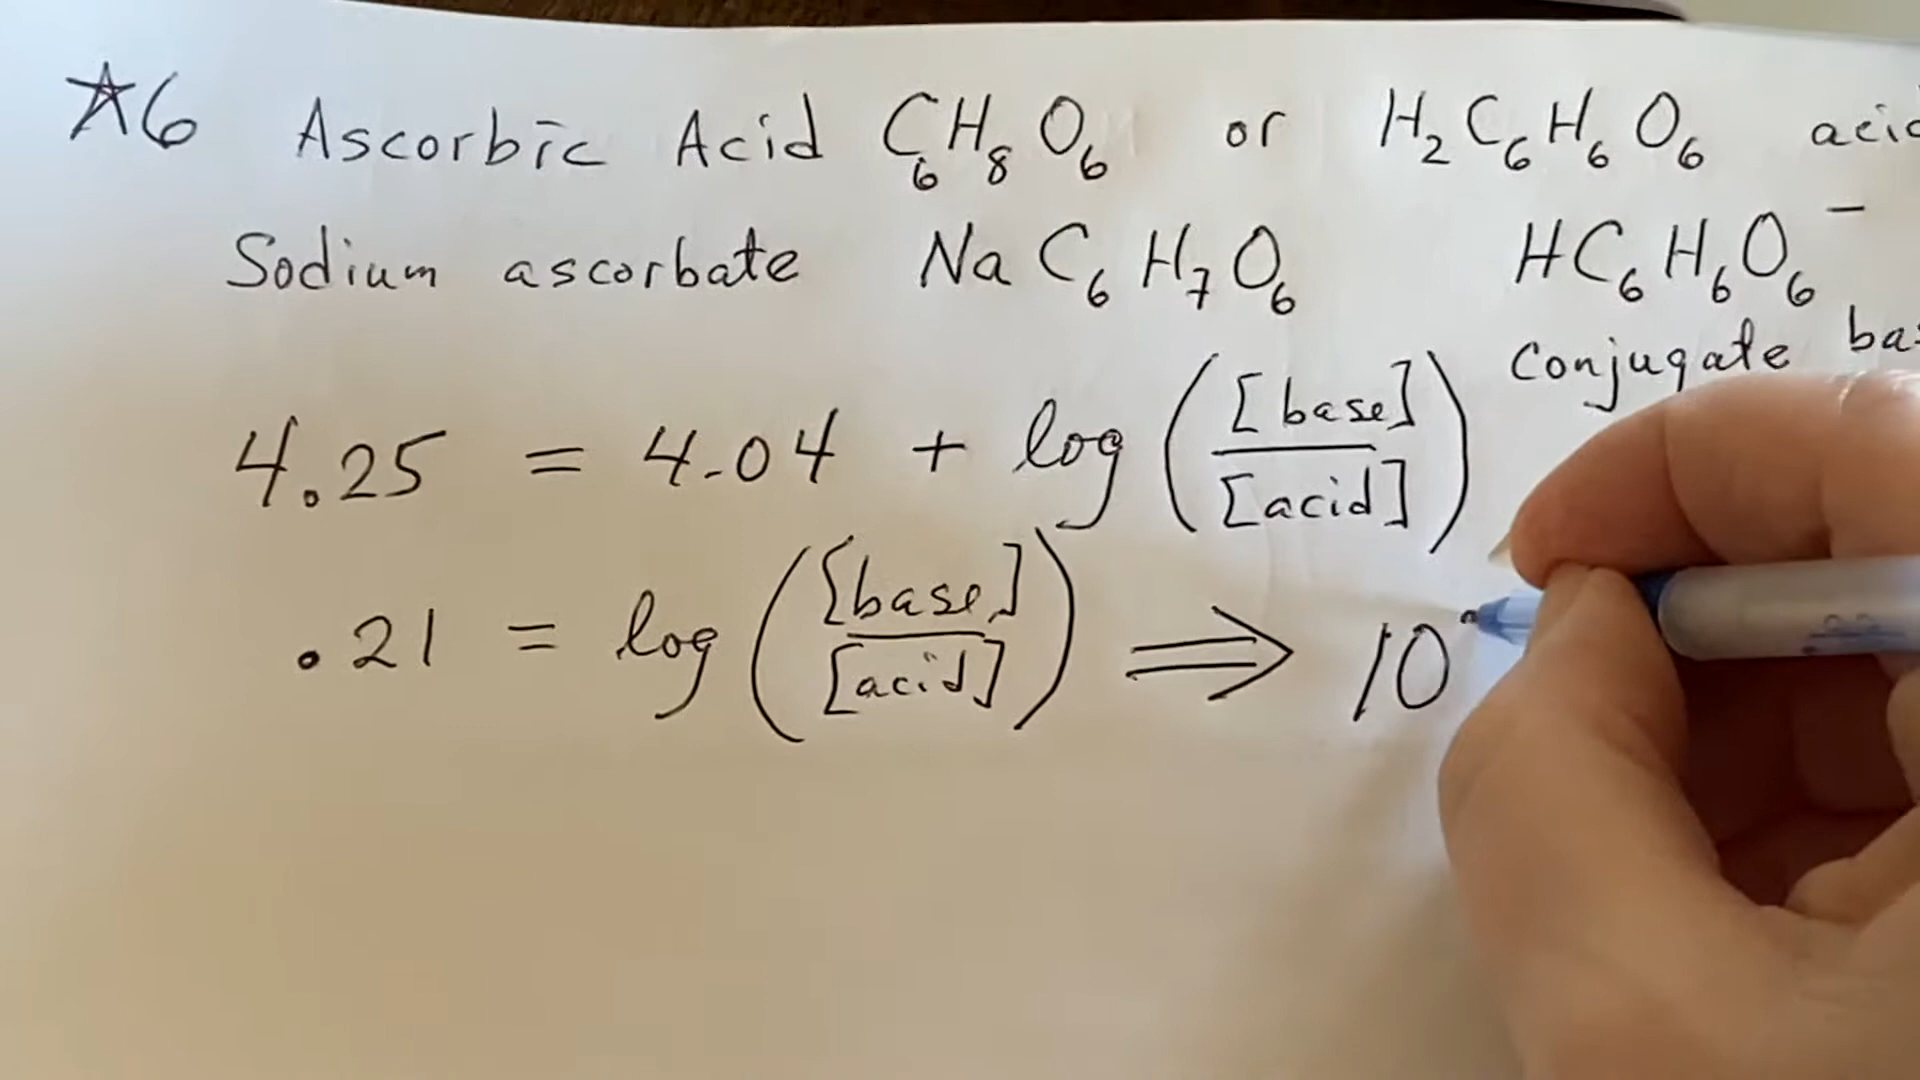 ☆6 Ascorbic Acid C₆H₈O₆ or H₂C₆H₆O₆
Sodium ascorbate NaC₆H₇O₆ HC₆H₆O₆⁻
Conjugate
4.25 = 4.04 + log([base]/[acid])
.21 = log([base]/[acid]) ⟹ 10